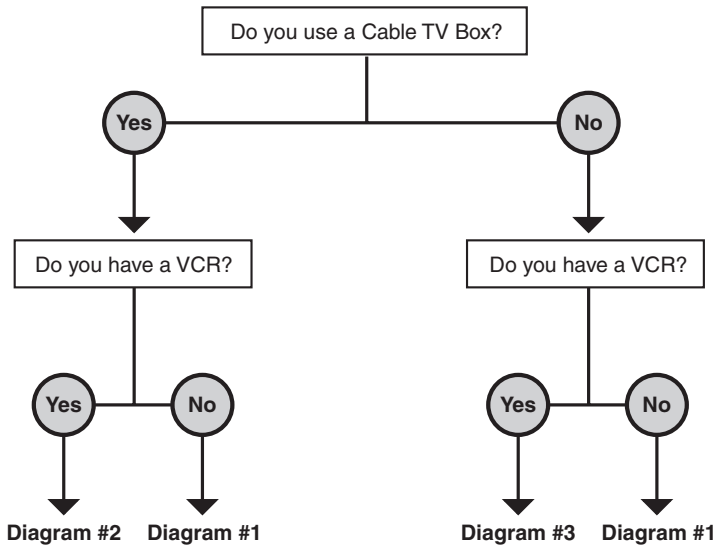 Do you use a Cable TV Box?
Yes
No
Do you have a VCR?
Do you have a VCR?
Yes
No
Yes
No
Diagram #2
Diagram #1
Diagram #3
Diagram #1